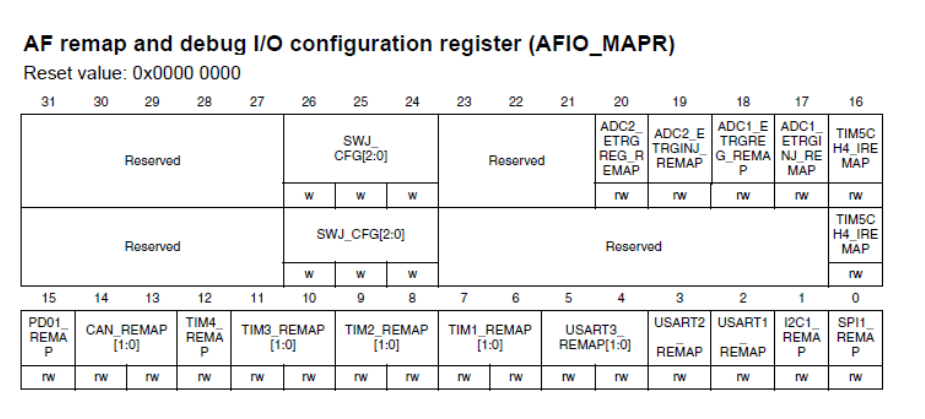 AF remap and debug I/O configuration register (AFIO_MAPR)
Reset value: 0x0000 0000
31 30 29 28 27 26 25 24 23 22 21 20 19 18 17 16
Reserved
SWJ_
CFG[2:0]
Reserved
ADC2_
ETRG
REG_R
EMAP
ADC2_E
TRGINJ_
REMAP
ADC1_E
TRGRE
G_REMA
P
ADC1_
ETRGI
NJ_RE
MAP
TIM5C
H4_IRE
MAP
w w w rw rw rw rw rw
Reserved
SWJ_CFG[2:0]
Reserved
TIM5C
H4_IRE
MAP
w w w rw
15 14 13 12 11 10 9 8 7 6 5 4 3 2 1 0
PD01_
REMA
P
CAN_REMAP
[1:0]
TIM4_
REMA
P
TIM3_REMAP
[1:0]
TIM2_REMAP
[1:0]
TIM1_REMAP
[1:0]
USART3_
REMAP[1:0]
USART2
_
REMAP
USART1
_
REMAP
I2C1_
REMA
P
SPI1_
REMA
P
rw rw rw rw rw rw rw rw rw rw rw rw rw rw rw rw